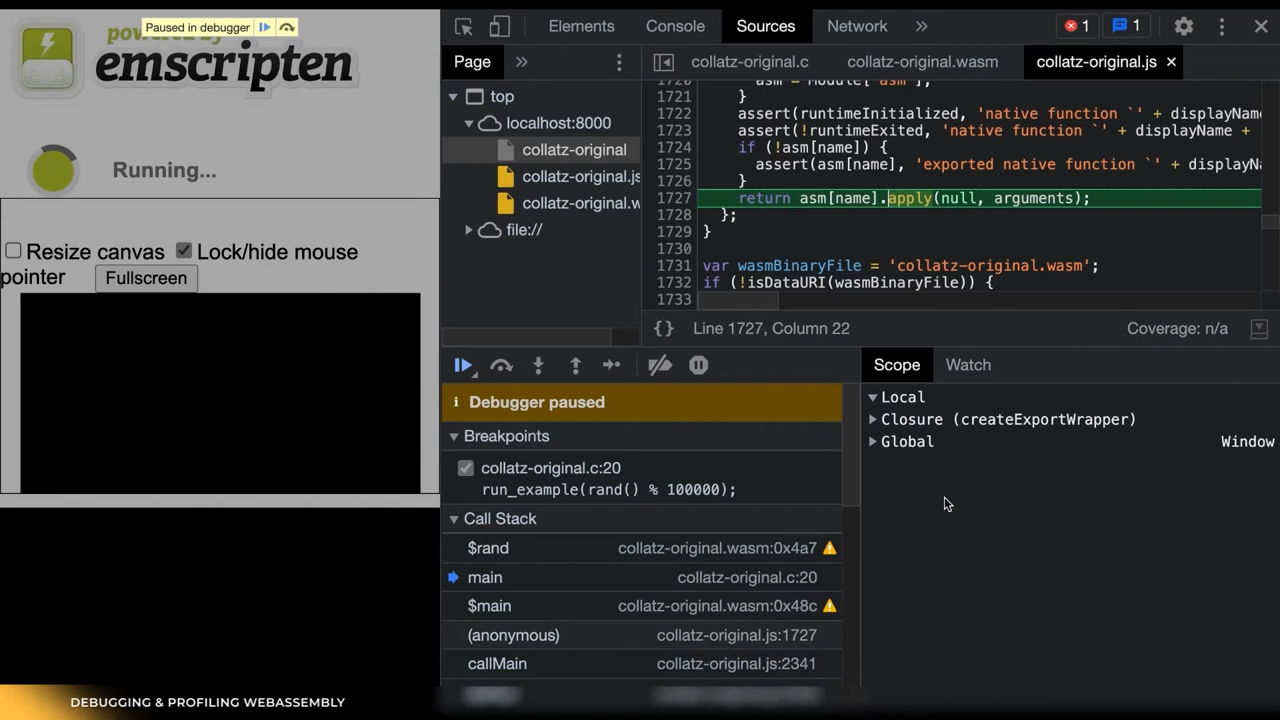 Paused in debugger
powered by
emscripten
Running...
Resize canvas
Lock/hide mouse
pointer
Fullscreen
Elements
Console
Sources
Network
»
1
1
Page
»
top
localhost:8000
collatz-original
collatz-original.js
collatz-original.w
file://
collatz-original.c
collatz-original.wasm
collatz-original.js
1721 }
1722 assert(runtimeInitialized, 'native function `' + displayName
1723 assert(!runtimeExited, 'native function `' + displayName +
1724 if (!asm[name]) {
1725 assert(asm[name], 'exported native function `' + displayN
1726 }
1727 return asm[name].apply(null, arguments);
1728 };
1729 }
1730
1731 var wasmBinaryFile = 'collatz-original.wasm';
1732 if (!isDataURI(wasmBinaryFile)) {
1733
{} Line 1727, Column 22
Coverage: n/a
Debugger paused
Breakpoints
collatz-original.c:20
run_example(rand() % 100000);
Call Stack
$rand collatz-original.wasm:0x4a7
main collatz-original.c:20
$main collatz-original.wasm:0x48c
(anonymous) collatz-original.js:1727
callMain collatz-original.js:2341
Scope
Watch
Local
Closure (createExportWrapper)
Global Window
DEBUGGING & PROFILING WEBASSEMBLY